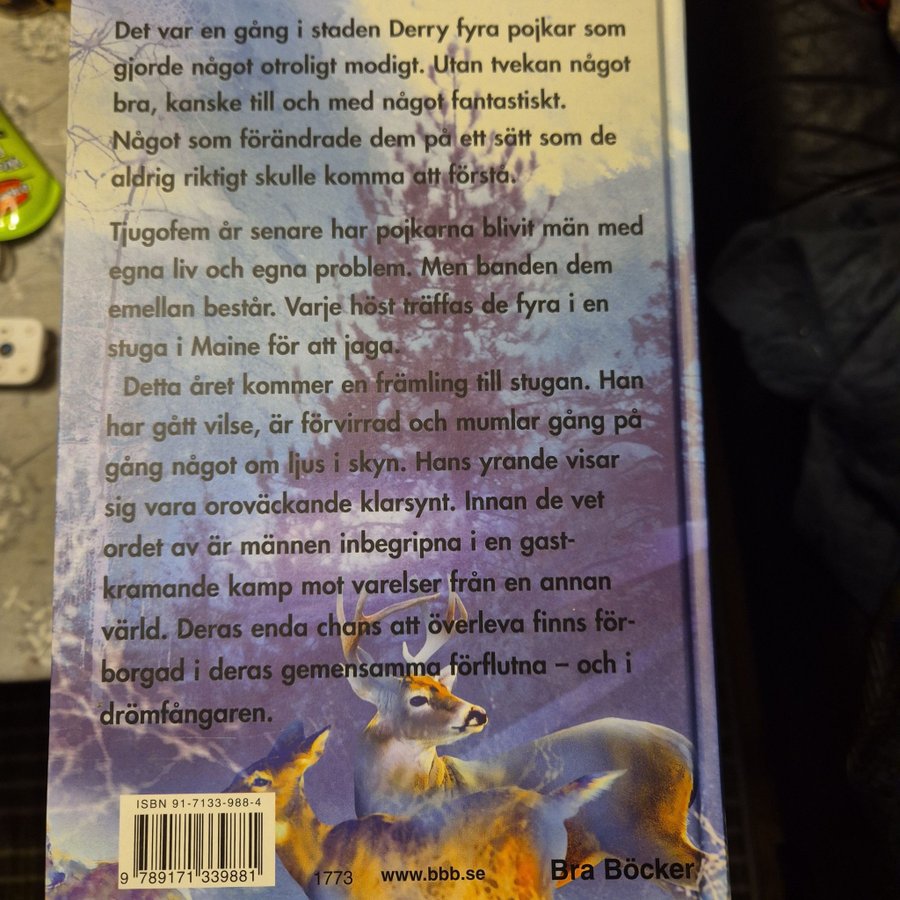 Det var en gång i staden Derry fyra pojkar som
gjorde något otroligt modigt. Utan tvekan något
bra, kanske till och med något fantastiskt.
Något som förändrade dem på ett sätt som de
aldrig riktigt skulle komma att förstå.
Tjugofem år senare har pojkarna blivit män med
egna liv och egna problem. Men banden dem
emellan består. Varje höst träffas de fyra i en
stuga i Maine för att jaga.
Detta året kommer en främling till stugan. Han
har gått vilse, är förvirrad och mumlar gång på
gång något om ljus i skyn. Hans yrande visar
sig vara oroväckande klarsynt. Innan de vet
ordet av är männen inbegripna i en gast-
kramande kamp mot varelser från en annan
värld. Deras enda chans att överleva finns för-
borgad i deras gemensamma förflutna – och i
drömfångaren.
ISBN 91-7133-988-4
9 789171 339881
1773
www.bbb.se
Bra Böcker